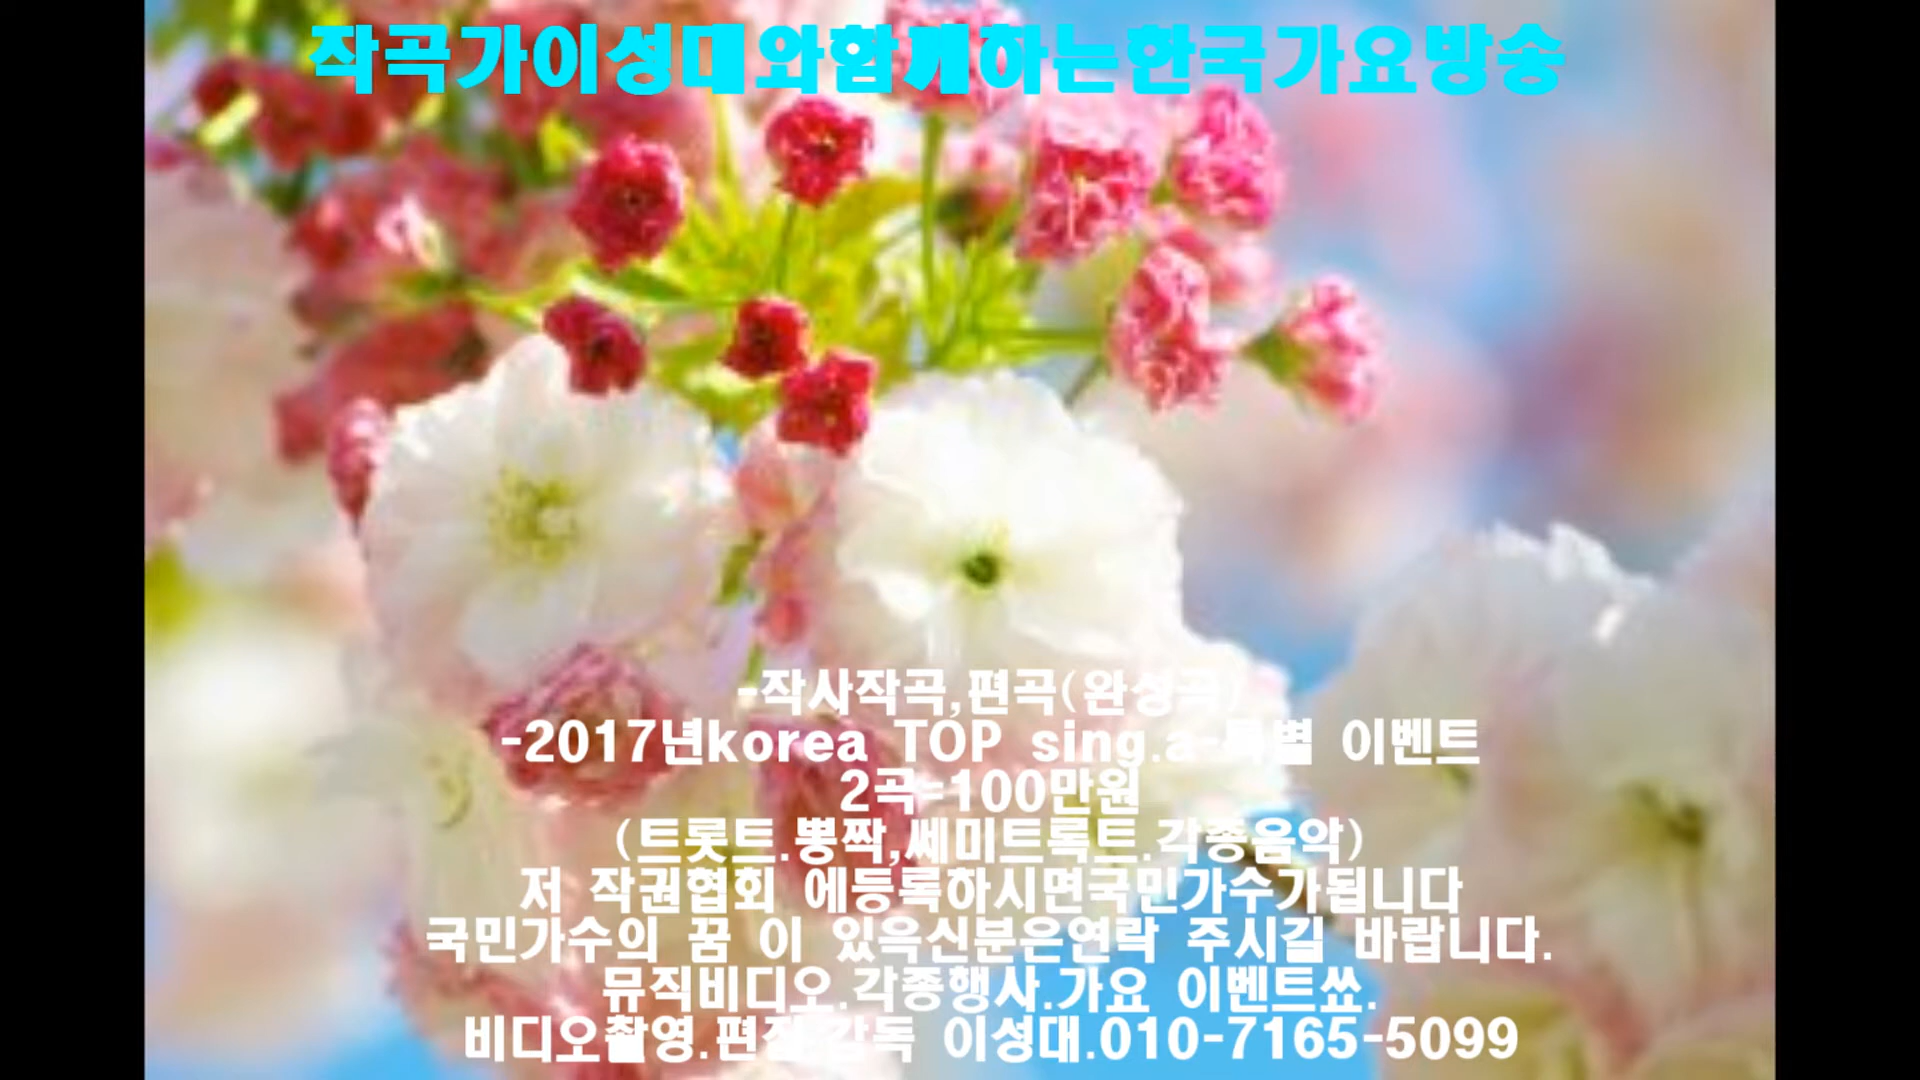 작곡가이성대와함께하는한국가요방송
-작사작곡,편곡(완성곡)
-2017년korea TOP sing.a-특별 이벤트
2곡=100만원
(트롯트.뽕짝,쎄미트록트.각종음악)
저 작권협회 에등록하시면국민가수가됩니다
국민가수의 꿈 이 있윽신분은연락 주시길 바랍니다.
뮤직비디오.각종행사.가요 이벤트쑈.
비디오촬영.편집.감독 이성대.010-7165-5099